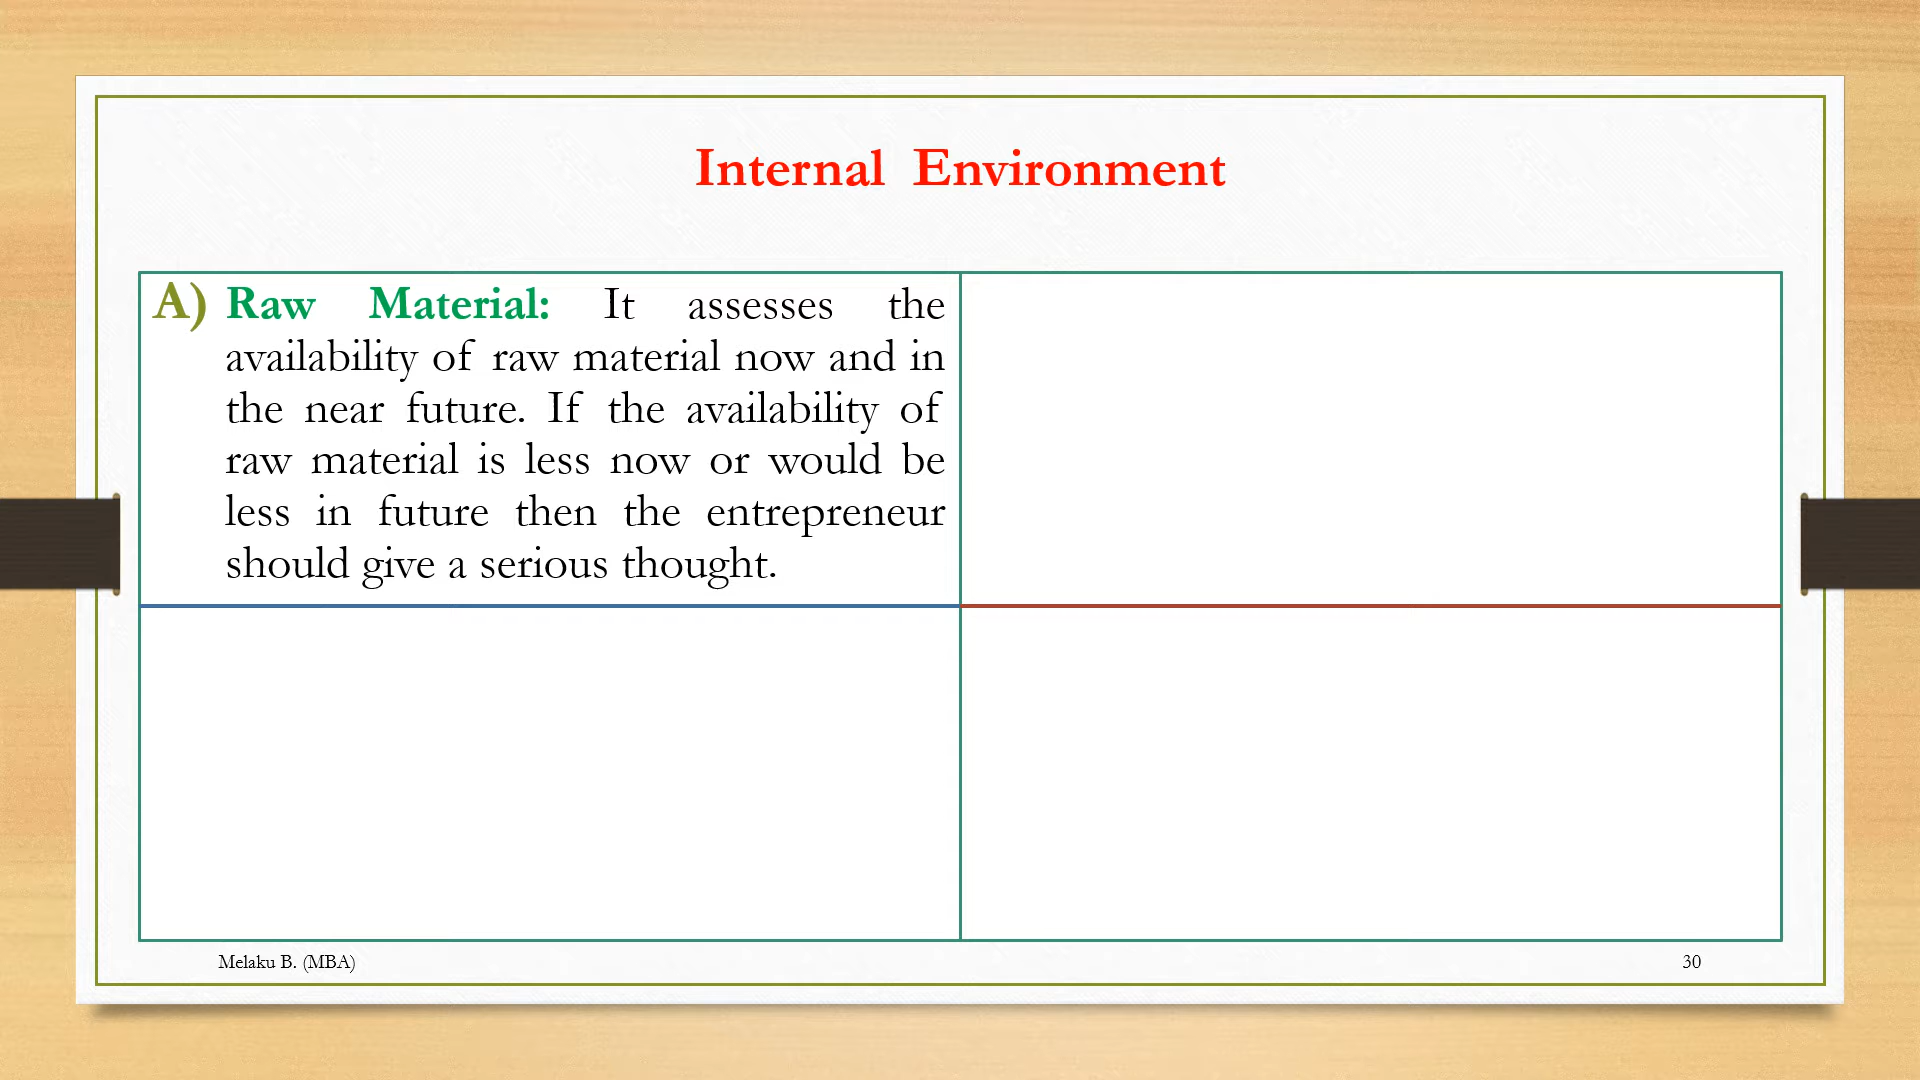 Internal Environment
A) Raw Material: It assesses the
availability of raw material now and in
the near future. If the availability of
raw material is less now or would be
less in future then the entrepreneur
should give a serious thought.
Melaku B. (MBA)
30